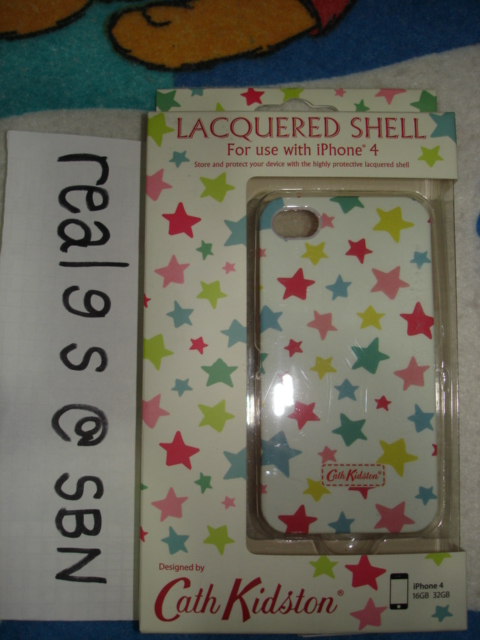 real9s@SBN
LACQUERED SHELL
For use with iPhone® 4
Store and protect your device with the highly protective lacquered shell
Cath Kidston®
Designed by
Cath Kidston®
iPhone 4
16GB 32GB